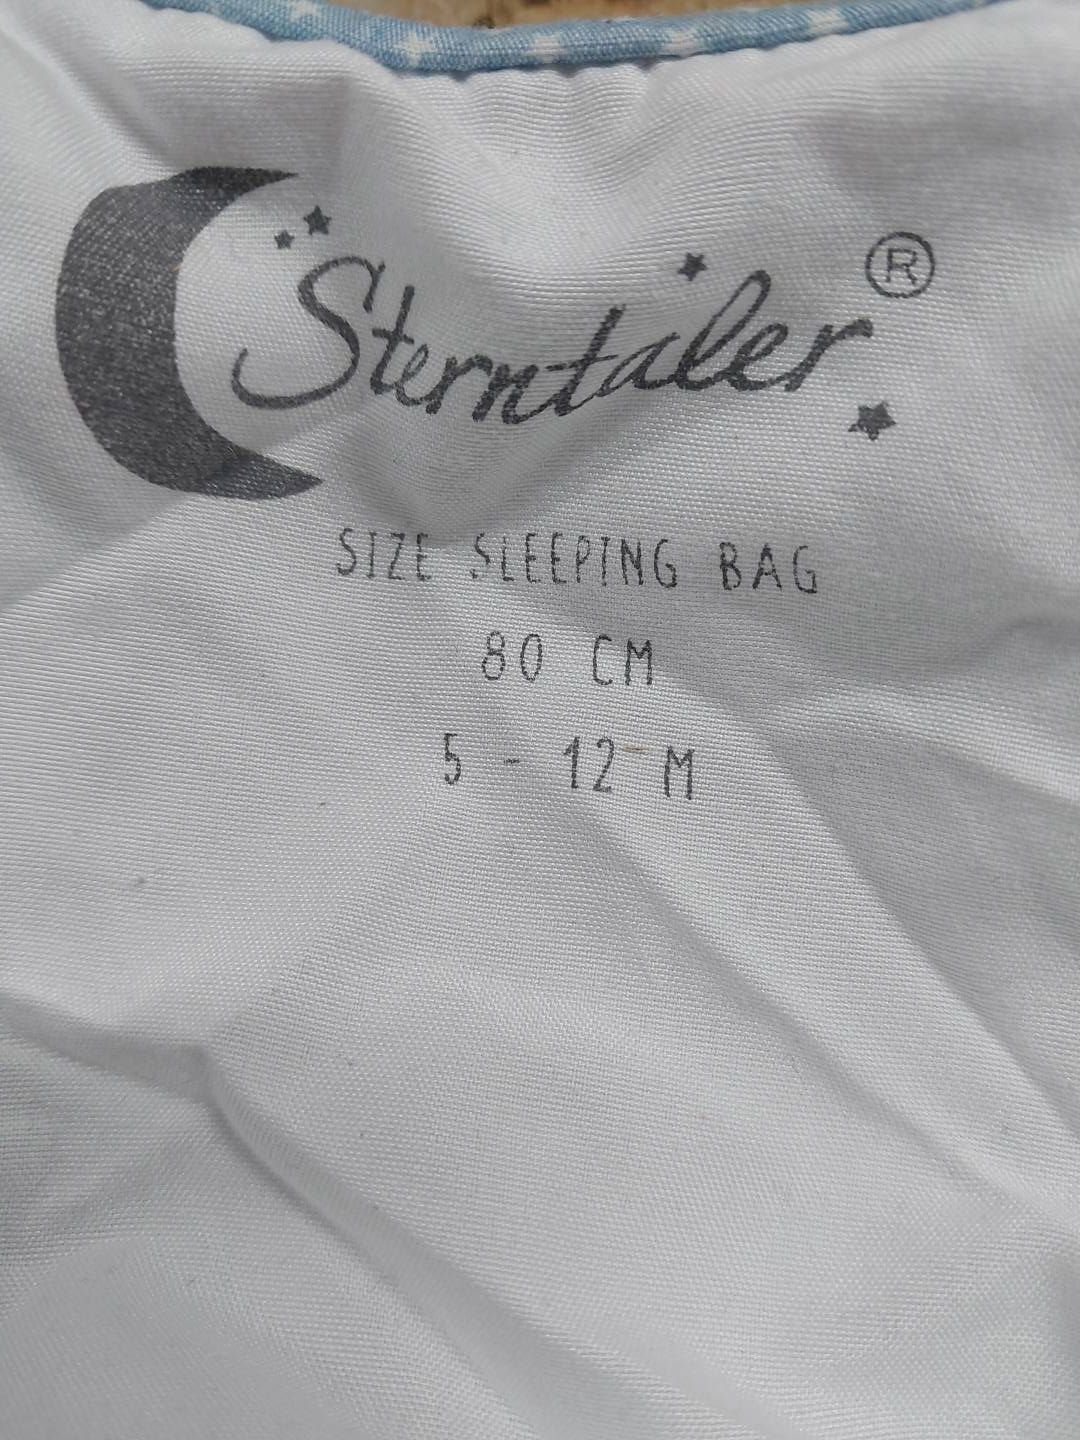 Sterntaler ®
SIZE SLEEPING BAG
80 CM
5 - 12 M